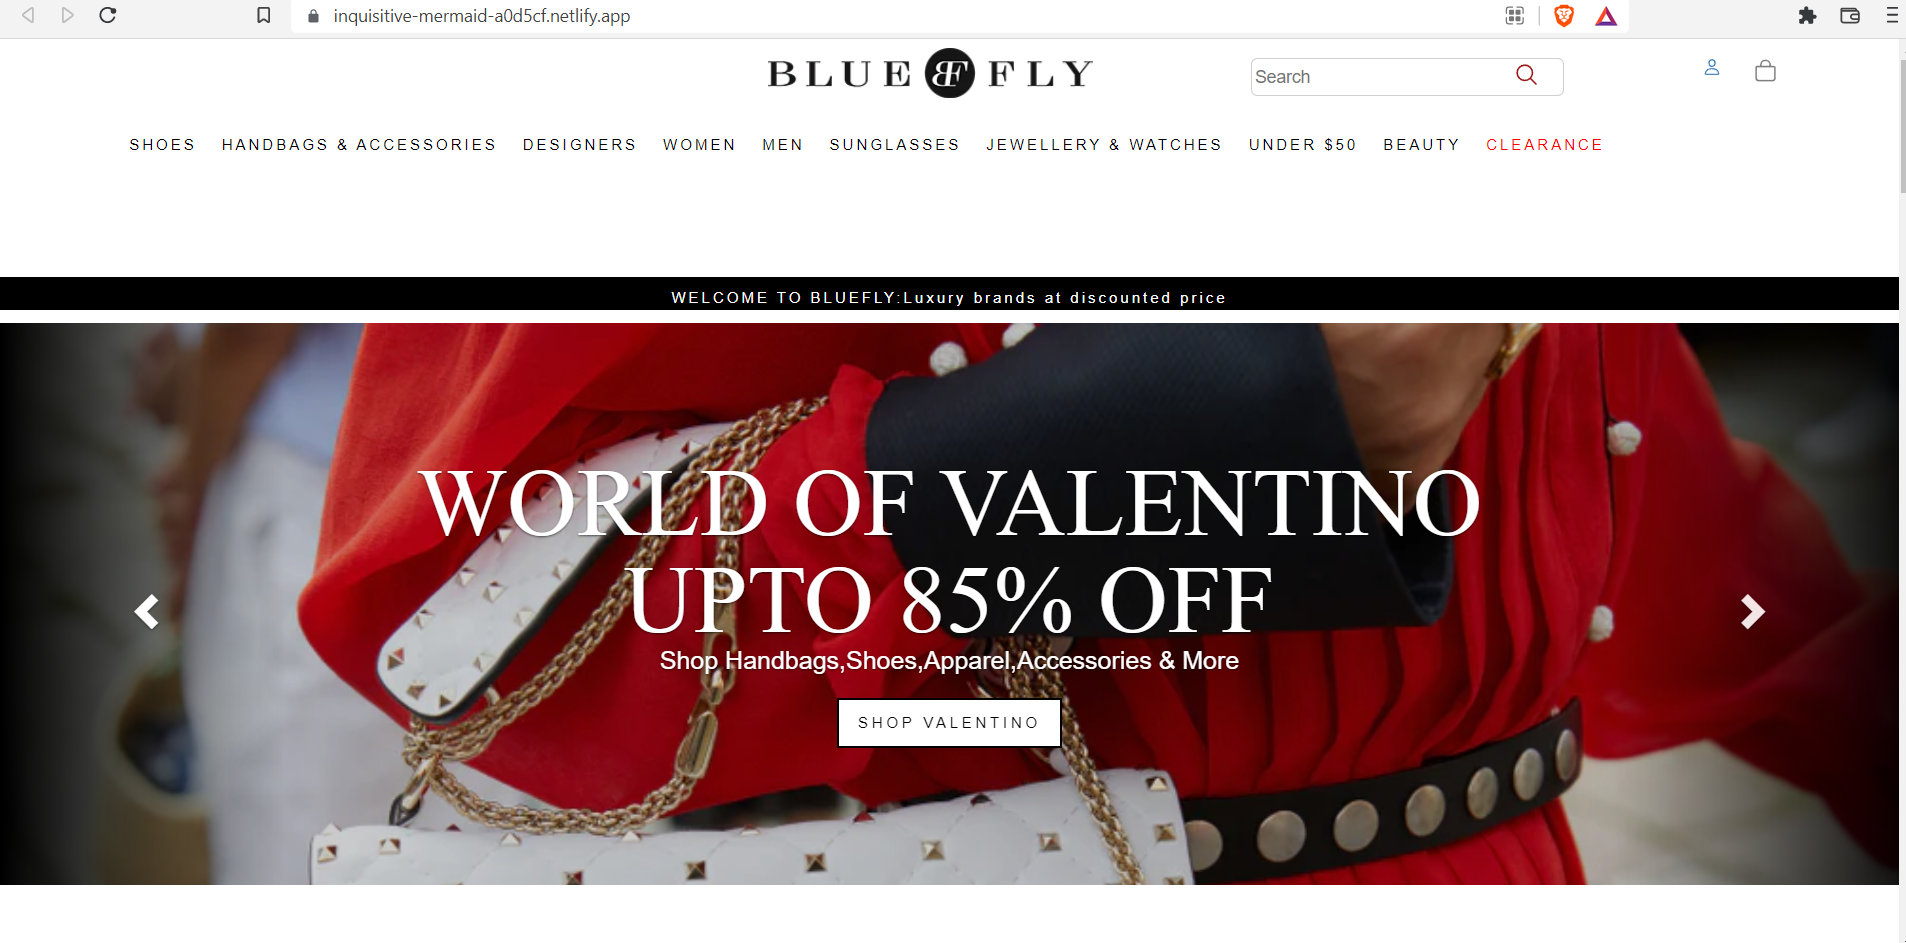 inquisitive-mermaid-a0d5cf.netlify.app
BLUE BF FLY
Search
SHOES HANDBAGS & ACCESSORIES DESIGNERS WOMEN MEN SUNGLASSES JEWELLERY & WATCHES UNDER $50 BEAUTY CLEARANCE
WELCOME TO BLUEFLY:Luxury brands at discounted price
WORLD OF VALENTINO
UPTO 85% OFF
Shop Handbags,Shoes,Apparel,Accessories & More
SHOP VALENTINO